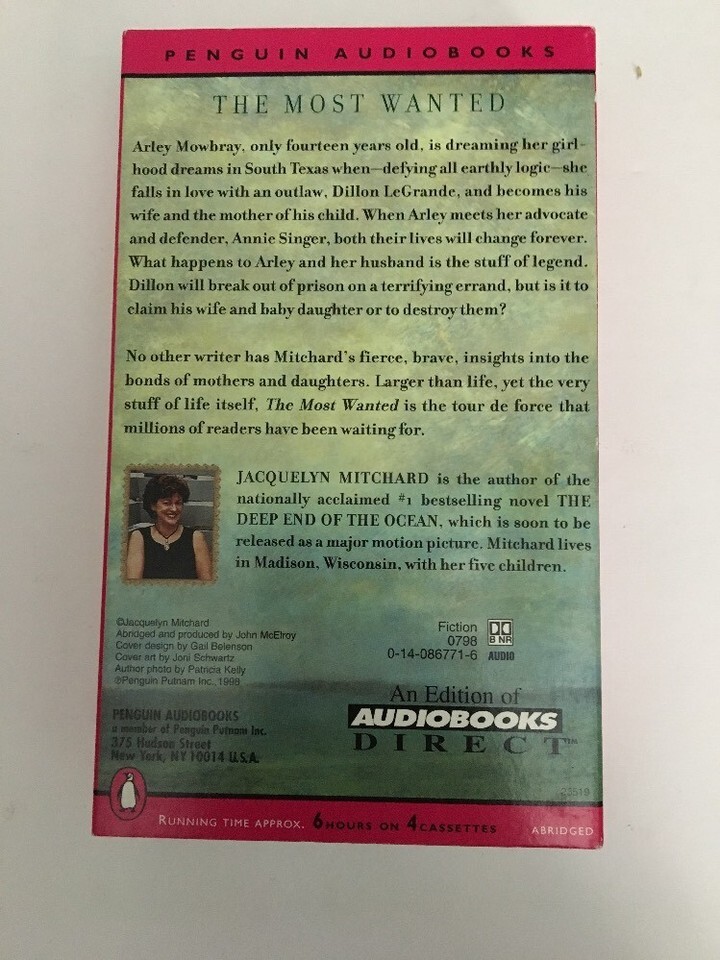 PENGUIN AUDIOBOOKS
THE MOST WANTED
Arley Mowbray, only fourteen years old, is dreaming her girl-
hood dreams in South Texas when—defying all earthly logic—she
falls in love with an outlaw, Dillon LeGrande, and becomes his
wife and the mother of his child. When Arley meets her advocate
and defender, Annie Singer, both their lives will change forever.
What happens to Arley and her husband is the stuff of legend.
Dillon will break out of prison on a terrifying errand, but is it to
claim his wife and baby daughter or to destroy them?
No other writer has Mitchard's fierce, brave, insights into the
bonds of mothers and daughters. Larger than life, yet the very
stuff of life itself, The Most Wanted is the tour de force that
millions of readers have been waiting for.
JACQUELYN MITCHARD is the author of the
nationally acclaimed #1 bestselling novel THE
DEEP END OF THE OCEAN, which is soon to be
released as a major motion picture. Mitchard lives
in Madison, Wisconsin, with her five children.
©Jacquelyn Mitchard
Abridged and produced by John McElroy
Cover design by Gail Belenson
Cover art by Joni Schwartz
Author photo by Patricia Kelly
℗Penguin Putnam Inc., 1998
PENGUIN AUDIOBOOKS
a member of Penguin Putnam Inc.
375 Hudson Street
New York, NY 10014 U.S.A.
Fiction
0798
0-14-086771-6
B NR
AUDIO
An Edition of
AUDIOBOOKS
DIRECT™
23519
RUNNING TIME APPROX. 6 HOURS ON 4 CASSETTES
ABRIDGED